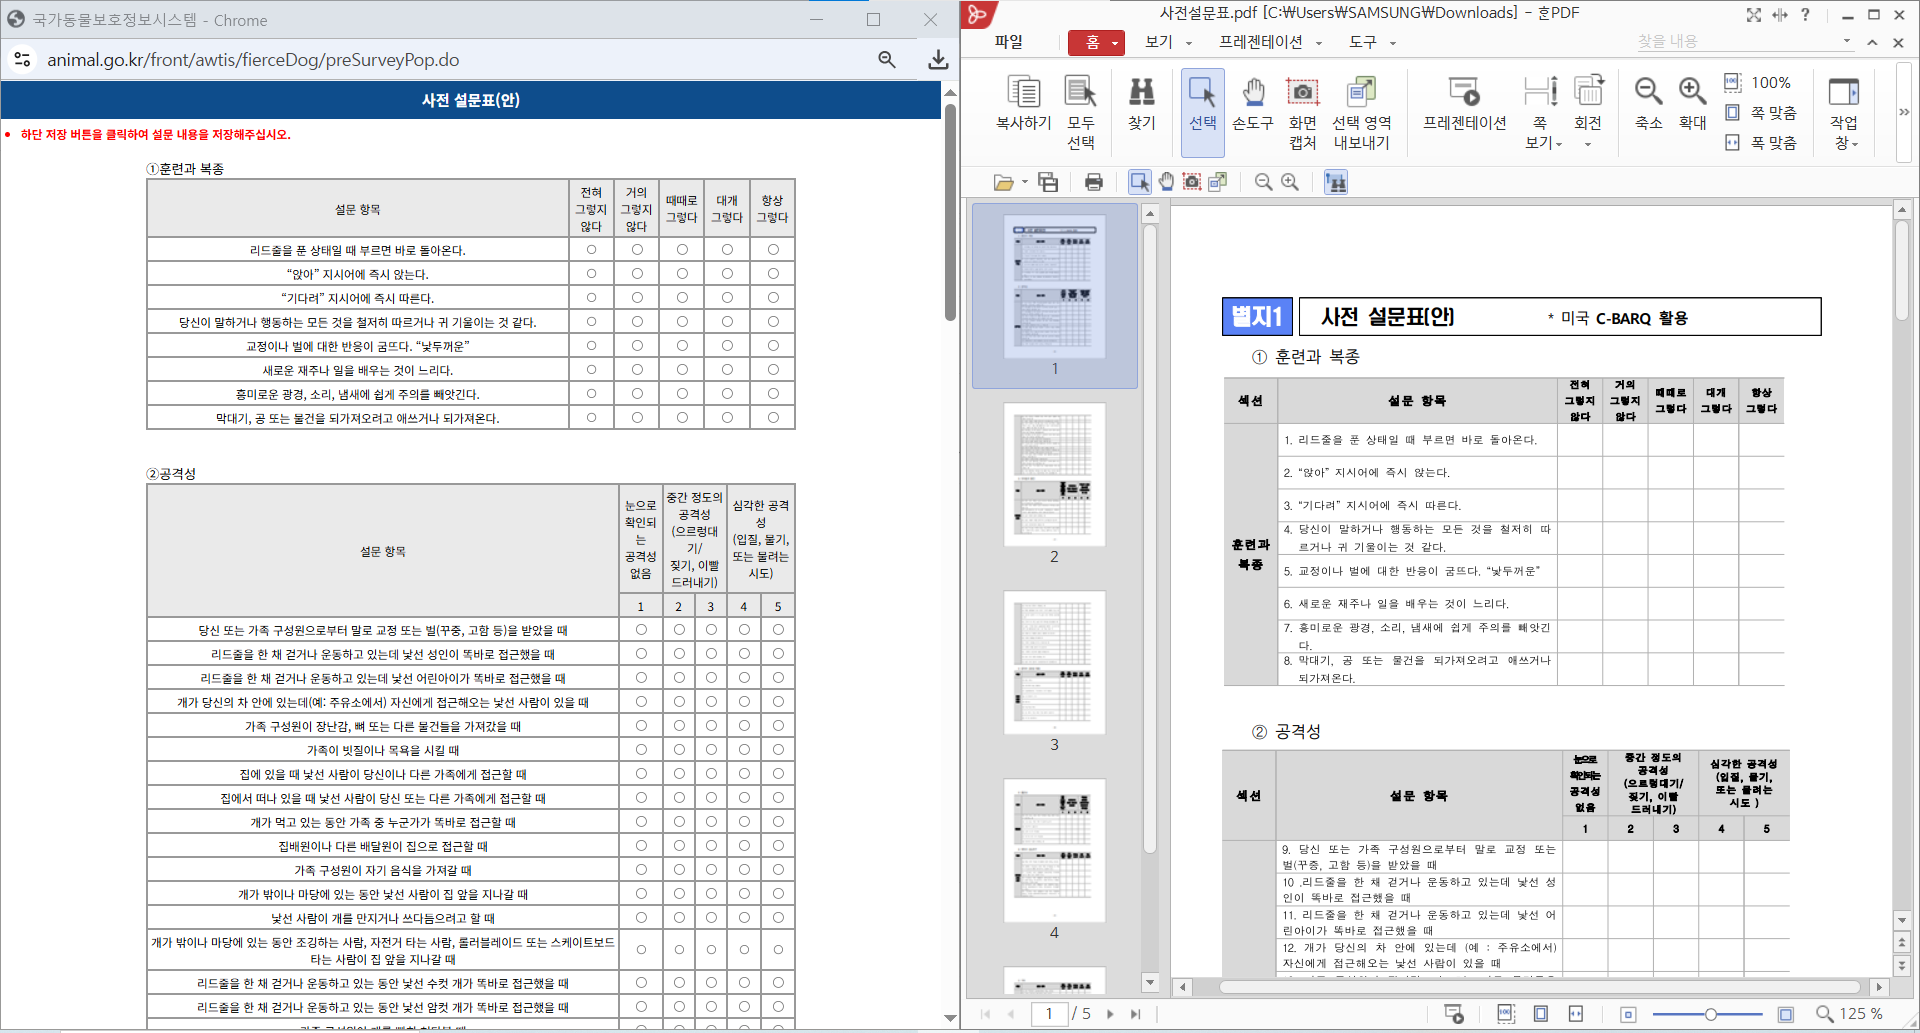 국가동물보호정보시스템 - Chrome
animal.go.kr/front/awtis/fierceDog/preSurveyPop.do
사전 설문표(안)
하단 저장 버튼을 클릭하여 설문 내용을 저장해주십시오.
①훈련과 복종
설문 항목
전혀
그렇지
않다
거의
그렇지
않다
때때로
그렇다
대개
그렇다
항상
그렇다
리드줄을 푼 상태일 때 부르면 바로 돌아온다.
“앉아” 지시어에 즉시 앉는다.
“기다려” 지시어에 즉시 따른다.
당신이 말하거나 행동하는 모든 것을 철저히 따르거나 귀 기울이는 것 같다.
교정이나 벌에 대한 반응이 굼뜨다. “낯두꺼운”
새로운 재주나 일을 배우는 것이 느리다.
흥미로운 광경, 소리, 냄새에 쉽게 주의를 빼앗긴다.
막대기, 공 또는 물건을 되가져오려고 애쓰거나 되가져온다.
②공격성
설문 항목
눈으로
확인되
는
공격성
없음
중간 정도의
공격성
(으르렁대
기/
짖기, 이빨
드러내기)
심각한 공격
성
(입질, 물기,
또는 물려는
시도)
1 2 3 4 5
당신 또는 가족 구성원으로부터 말로 교정 또는 벌(꾸중, 고함 등)을 받았을 때
리드줄을 한 채 걷거나 운동하고 있는데 낯선 성인이 똑바로 접근했을 때
리드줄을 한 채 걷거나 운동하고 있는데 낯선 어린아이가 똑바로 접근했을 때
개가 당신의 차 안에 있는데(예: 주유소에서) 자신에게 접근해오는 낯선 사람이 있을 때
가족 구성원이 장난감, 뼈 또는 다른 물건들을 가져갔을 때
가족이 빗질이나 목욕을 시킬 때
집에 있을 때 낯선 사람이 당신이나 다른 가족에게 접근할 때
집에서 떠나 있을 때 낯선 사람이 당신 또는 다른 가족에게 접근할 때
개가 먹고 있는 동안 가족 중 누군가가 똑바로 접근할 때
집배원이나 다른 배달원이 집으로 접근할 때
가족 구성원이 자기 음식을 가져갈 때
개가 밖이나 마당에 있는 동안 낯선 사람이 집 앞을 지나갈 때
낯선 사람이 개를 만지거나 쓰다듬으려고 할 때
개가 밖이나 마당에 있는 동안 조깅하는 사람, 자전거 타는 사람, 롤러블레이드 또는 스케이트보드
타는 사람이 집 앞을 지나갈 때
리드줄을 한 채 걷거나 운동하고 있는 동안 낯선 수컷 개가 똑바로 접근했을 때
리드줄을 한 채 걷거나 운동하고 있는 동안 낯선 암컷 개가 똑바로 접근했을 때
사전설문표.pdf [C:₩Users₩SAMSUNG₩Downloads] - 훈PDF
파일 홈 보기 프레젠테이션 도구
찾을 내용
복사하기
모두
선택
찾기
선택
손도구
화면
캡처
선택 영역
내보내기
프레젠테이션
쪽
보기
회전
축소
확대
100%
쪽 맞춤
폭 맞춤
작업
창
1
2
3
4
별지1
사전 설문표(안) * 미국 C-BARQ 활용
① 훈련과 복종
섹션
설문 항목
전혀
그렇지
않다
거의
그렇지
않다
때때로
그렇다
대개
그렇다
항상
그렇다
훈련과
복종
1. 리드줄을 푼 상태일 때 부르면 바로 돌아온다.
2. “앉아” 지시어에 즉시 앉는다.
3. “기다려” 지시어에 즉시 따른다.
4. 당신이 말하거나 행동하는 모든 것을 철저히 따
르거나 귀 기울이는 것 같다.
5. 교정이나 벌에 대한 반응이 굼뜨다. “낯두꺼운”
6. 새로운 재주나 일을 배우는 것이 느리다.
7. 흥미로운 광경, 소리, 냄새에 쉽게 주의를 빼앗긴
다.
8. 막대기, 공 또는 물건을 되가져오려고 애쓰거나
되가져온다.
② 공격성
섹션
설문 항목
눈으로
확인되는
공격성
없음
중간 정도의
공격성
(으르렁대기/
짖기, 이빨
드러내기)
심각한 공격성
(입질, 물기,
또는 물려는
시도 )
1 2 3 4 5
9. 당신 또는 가족 구성원으로부터 말로 교정 또는
벌(꾸중, 고함 등)을 받았을 때
10 .리드줄을 한 채 걷거나 운동하고 있는데 낯선 성
인이 똑바로 접근했을 때
11. 리드줄을 한 채 걷거나 운동하고 있는데 낯선 어
린아이가 똑바로 접근했을 때
12. 개가 당신의 차 안에 있는데 (예 : 주유소에서)
자신에게 접근해오는 낯선 사람이 있을 때
1 / 5
125 %